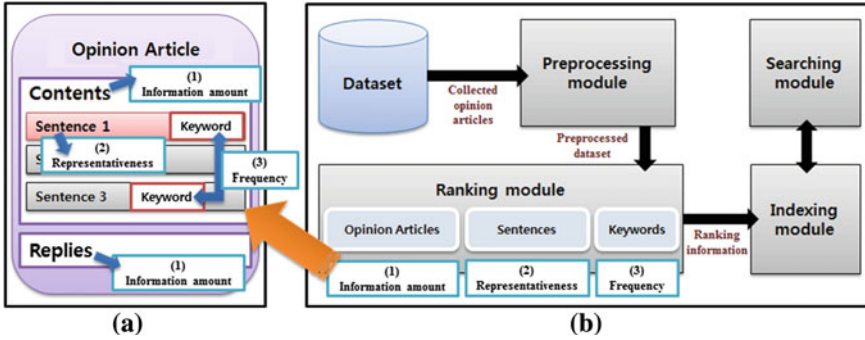 Opinion Article
Contents
(1)
Information amount
Sentence 1
Keyword
(2)
Representativeness
S
(3)
Frequency
Sentence 3
Keyword
Replies
(1)
Information amount
(a)
Dataset
Collected
opinion
articles
Preprocessing
module
Searching
module
Preprocessed
dataset
Ranking module
Opinion Articles
Sentences
Keywords
(1)
Information amount
(2)
Representativeness
(3)
Frequency
Ranking
information
Indexing
module
(b)